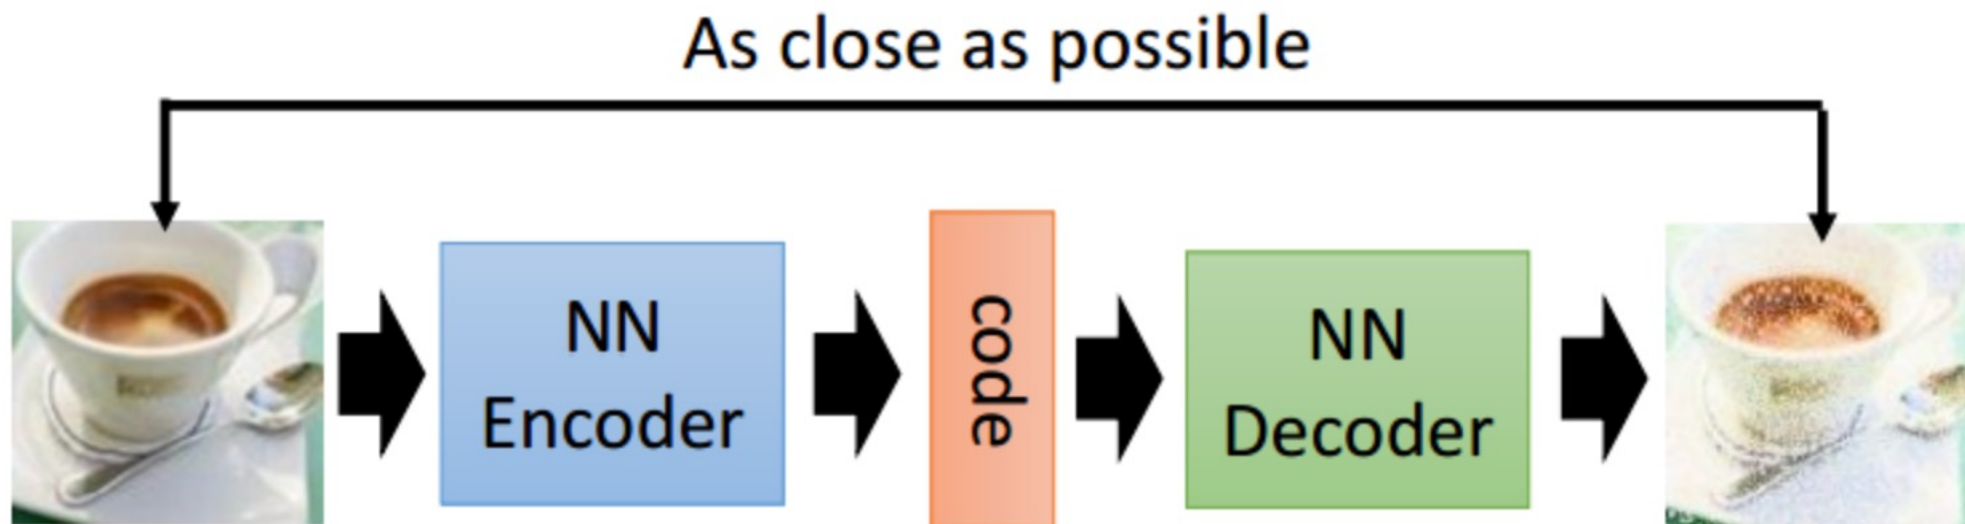 As close as possible
NN
Encoder
code
NN
Decoder